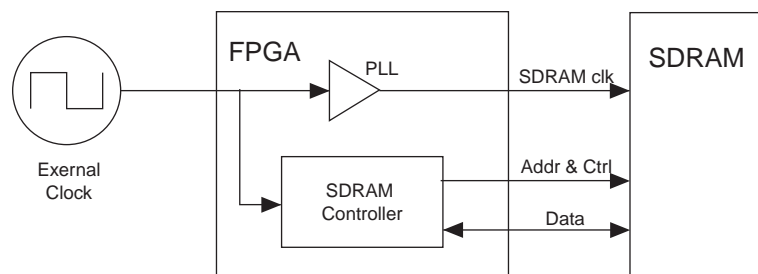 FPGA
PLL
SDRAM clk
SDRAM
Exernal
Clock
SDRAM
Controller
Addr & Ctrl
Data